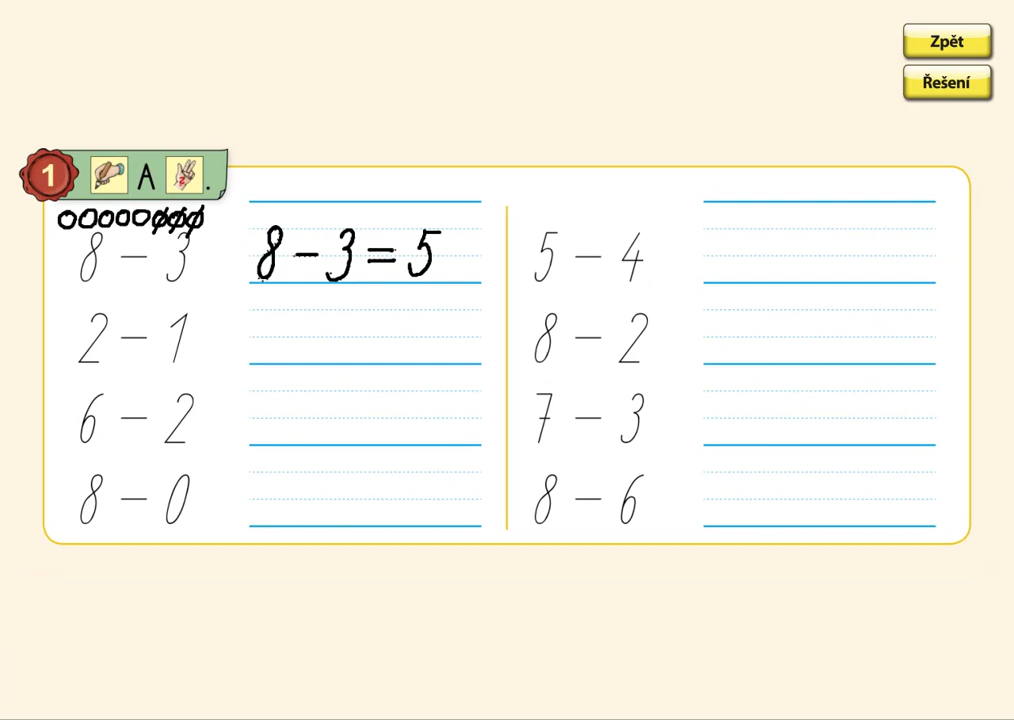 Zpět
Řešení
1 A 2.
8 – 3 8 – 3 = 5
2 – 1
6 – 2
8 – 0
5 – 4
8 – 2
7 – 3
8 – 6